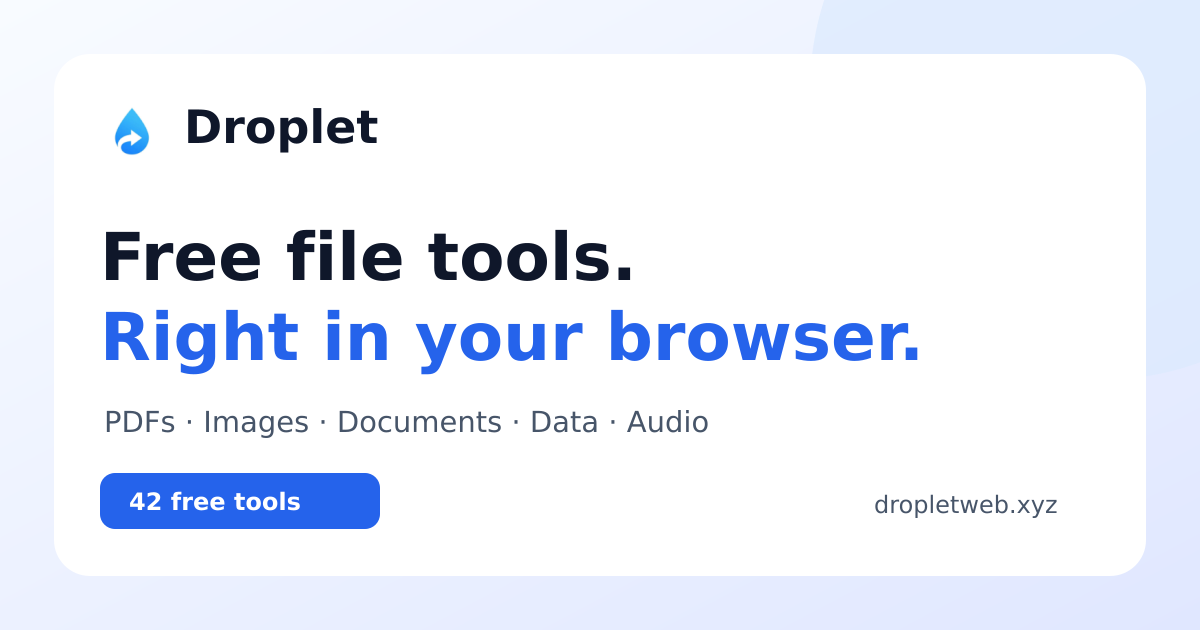 Droplet
Free file tools.
Right in your browser.
PDFs · Images · Documents · Data · Audio
42 free tools
dropletweb.xyz